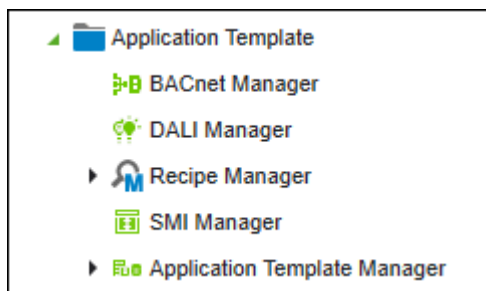 Application Template
BACnet Manager
DALI Manager
Recipe Manager
SMI Manager
Application Template Manager